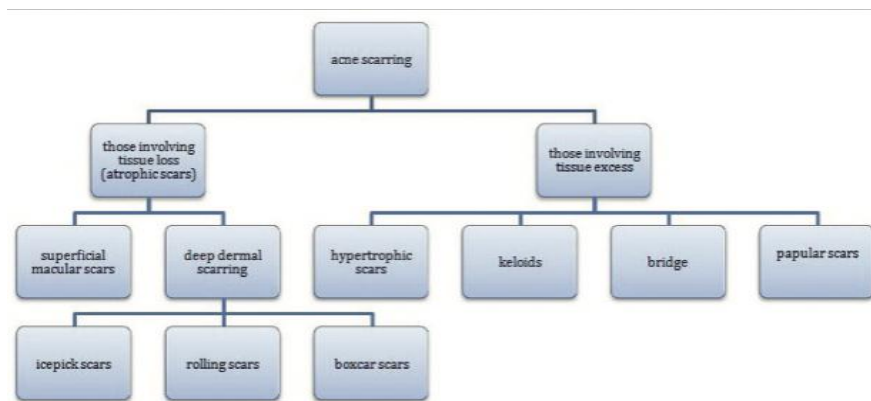 acne scarring
those involving
tissue loss
(atrophic scars)
those involving
tissue excess
superficial
macular scars
deep dermal
scarring
hypertrophic
scars
keloids
bridge
papular scars
icepick scars
rolling scars
boxcar scars